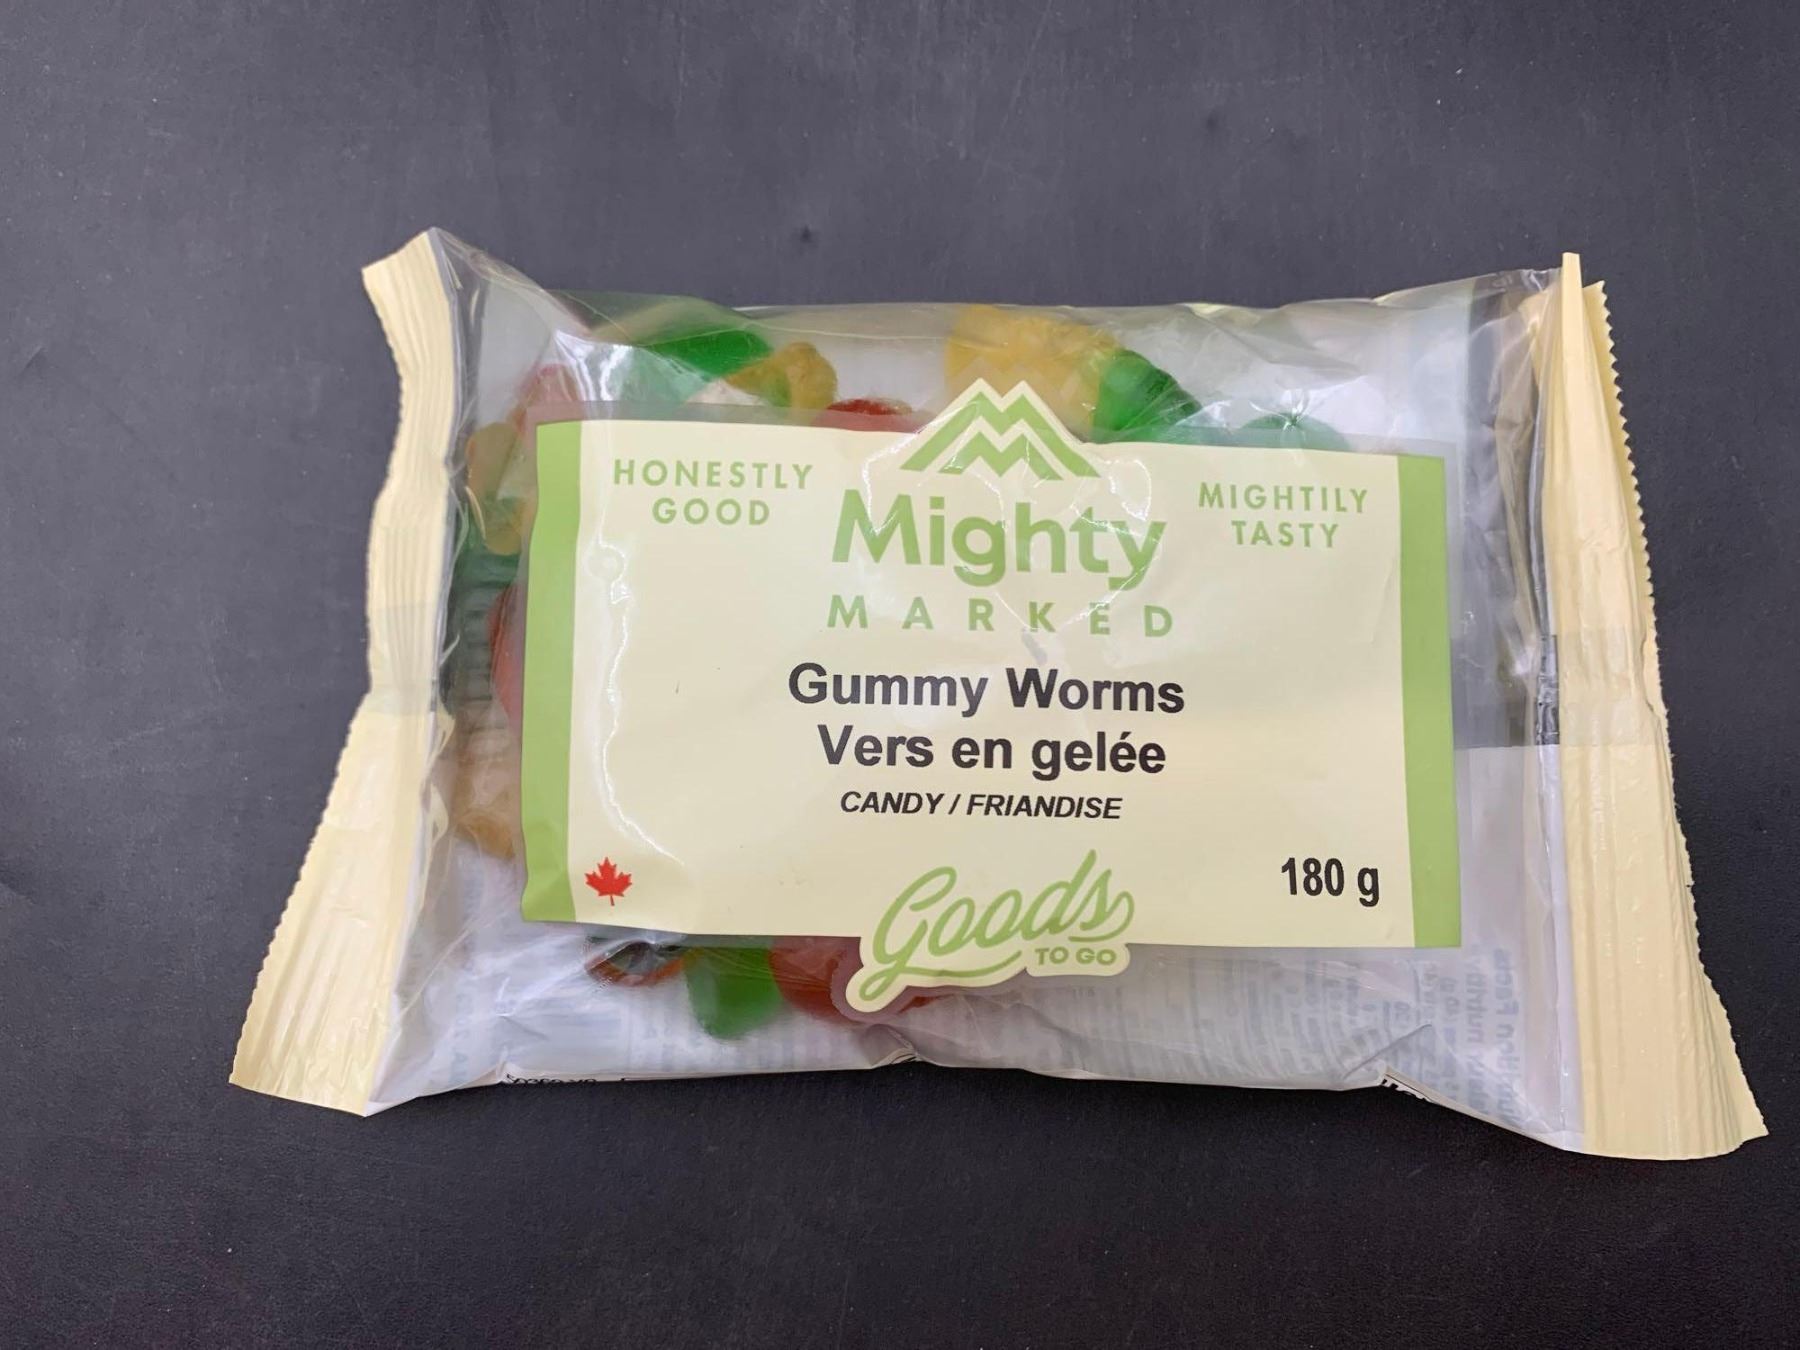 HONESTLY
GOOD
Mighty
MARKED
MIGHTILY
TASTY
Gummy Worms
Vers en gelée
CANDY / FRIANDISE
Goods
TO GO
180 g